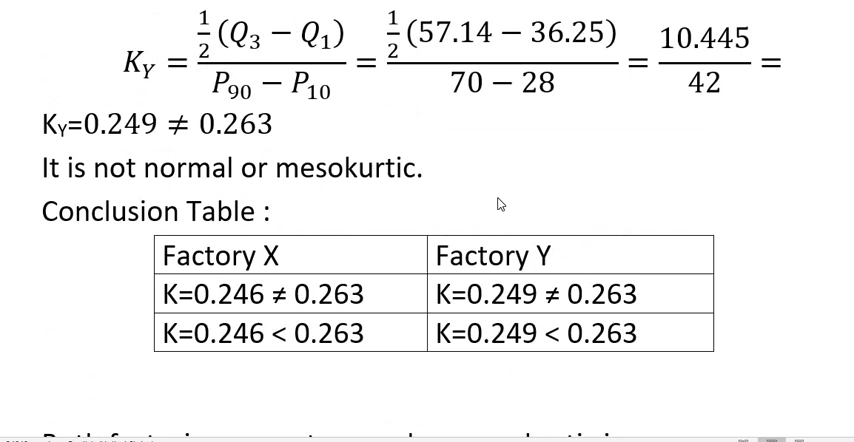 K_Y = ½(Q₃ − Q₁) / (P₉₀ − P₁₀) = ½(57.14 − 36.25) / (70 − 28) = 10.445 / 42 =
K_Y=0.249 ≠ 0.263
It is not normal or mesokurtic.
Conclusion Table :
Factory X Factory Y
K=0.246 ≠ 0.263 K=0.249 ≠ 0.263
K=0.246 < 0.263 K=0.249 < 0.263